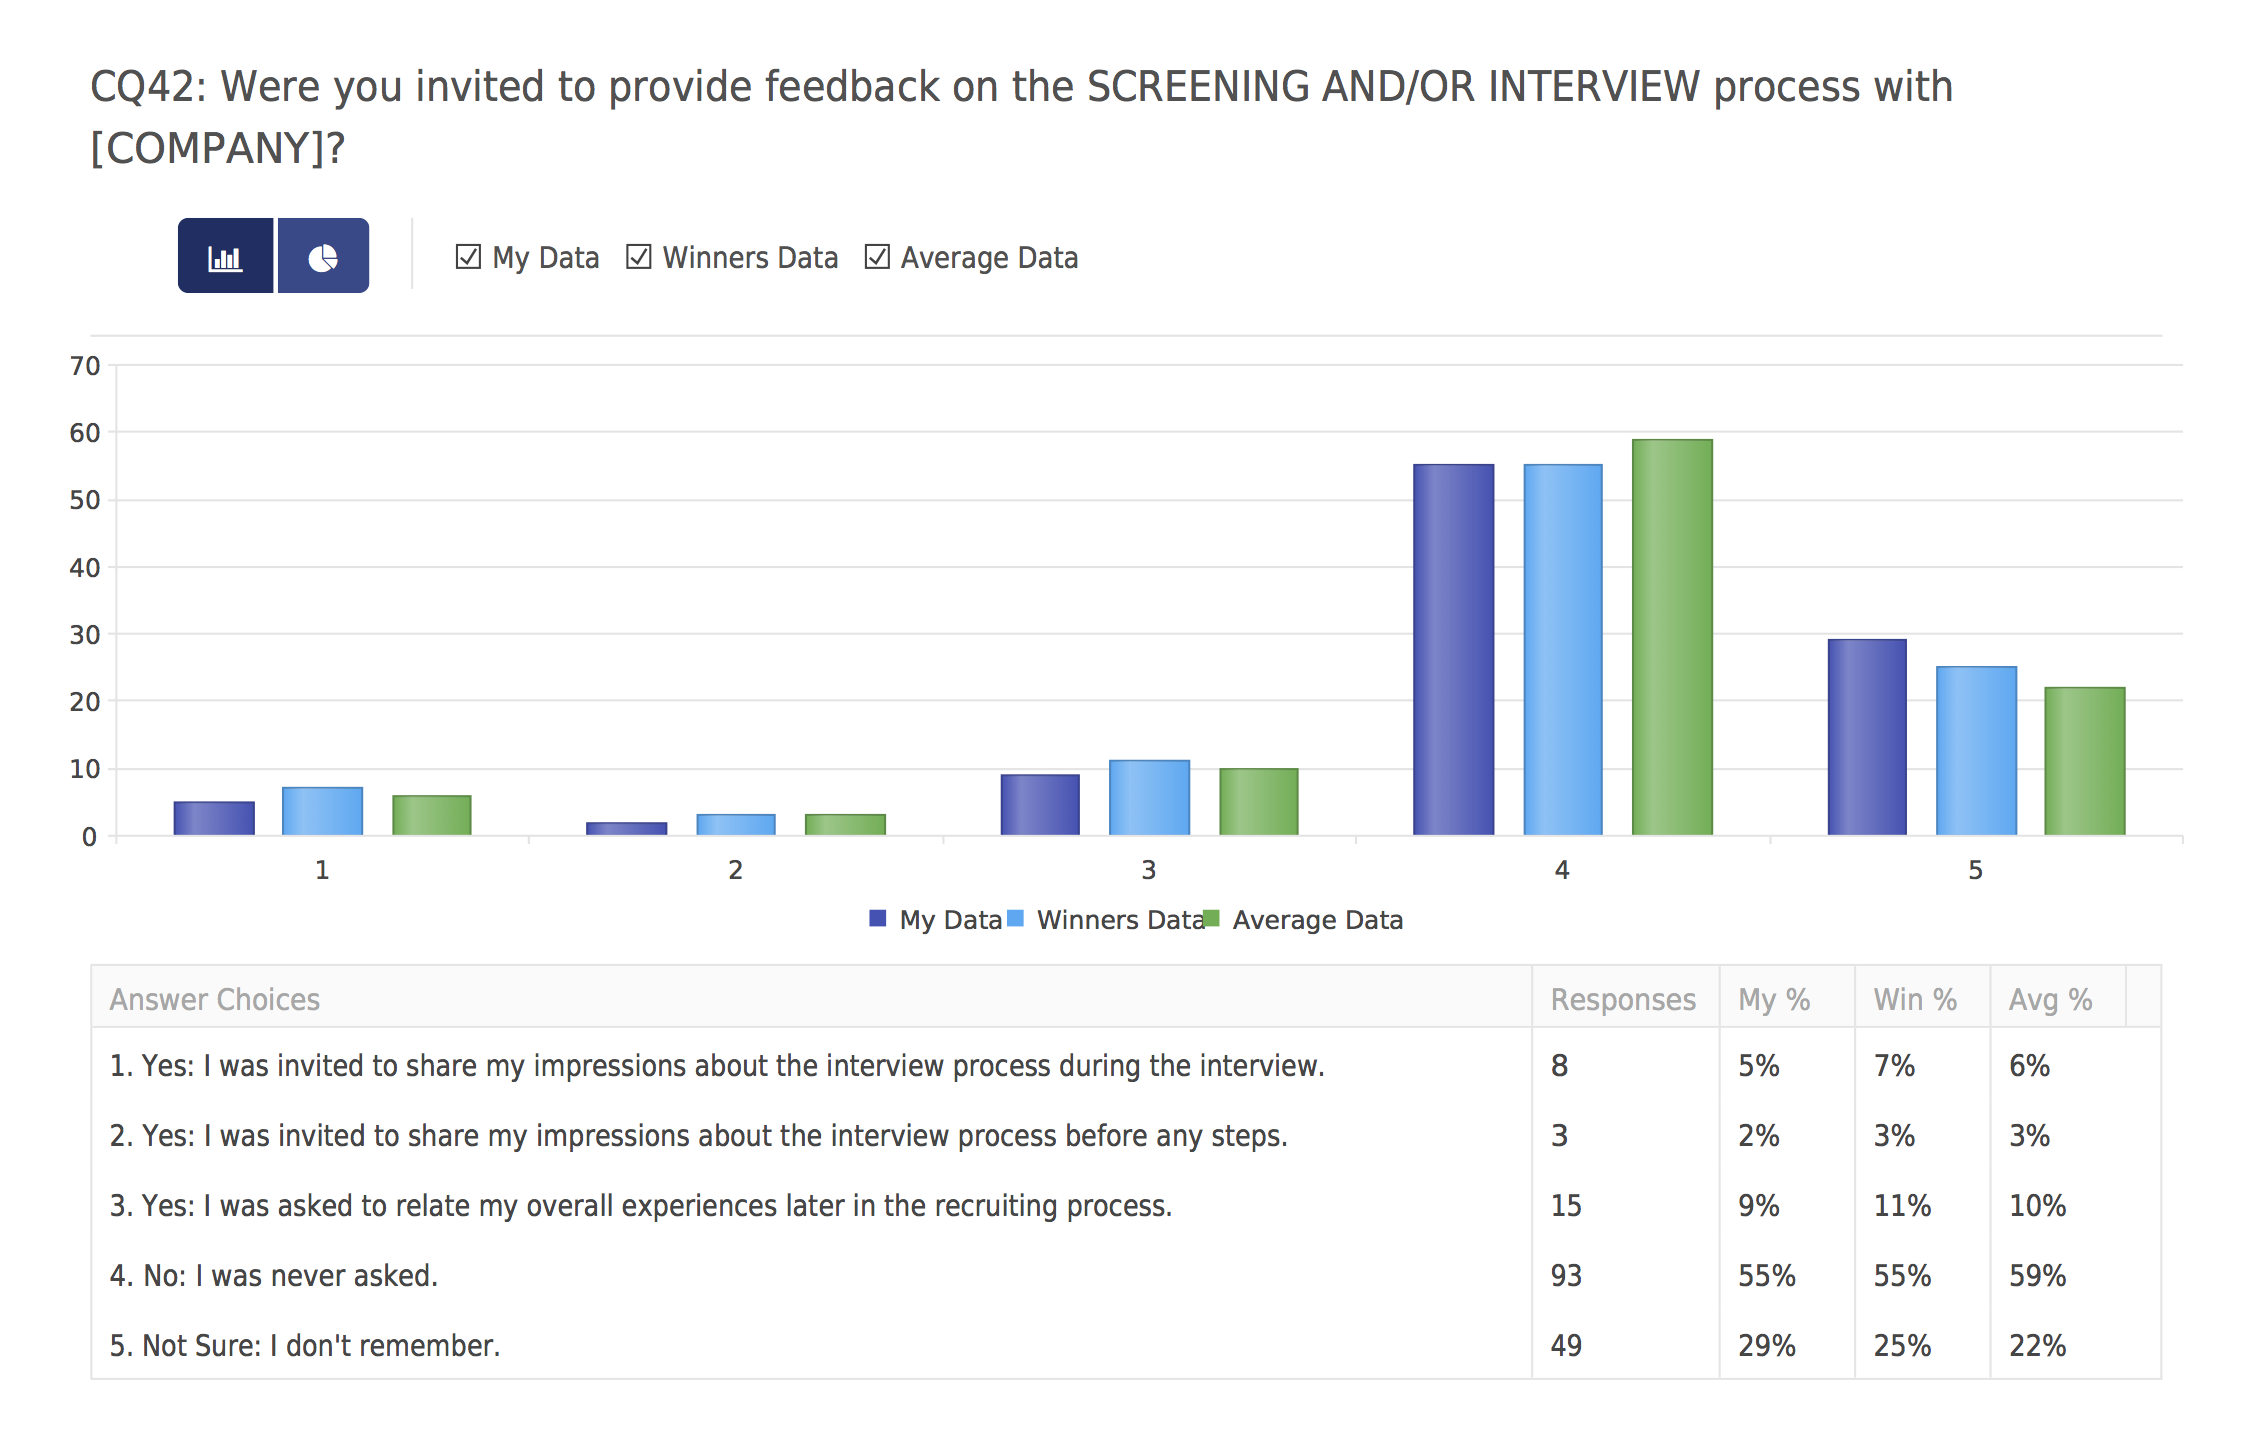 CQ42: Were you invited to provide feedback on the SCREENING AND/OR INTERVIEW process with
[COMPANY]?
My Data Winners Data Average Data
70
60
50
40
30
20
10
0
1 2 3 4 5
My Data Winners Data Average Data
Answer Choices Responses My % Win % Avg %
1. Yes: I was invited to share my impressions about the interview process during the interview. 8 5% 7% 6%
2. Yes: I was invited to share my impressions about the interview process before any steps. 3 2% 3% 3%
3. Yes: I was asked to relate my overall experiences later in the recruiting process. 15 9% 11% 10%
4. No: I was never asked. 93 55% 55% 59%
5. Not Sure: I don't remember. 49 29% 25% 22%